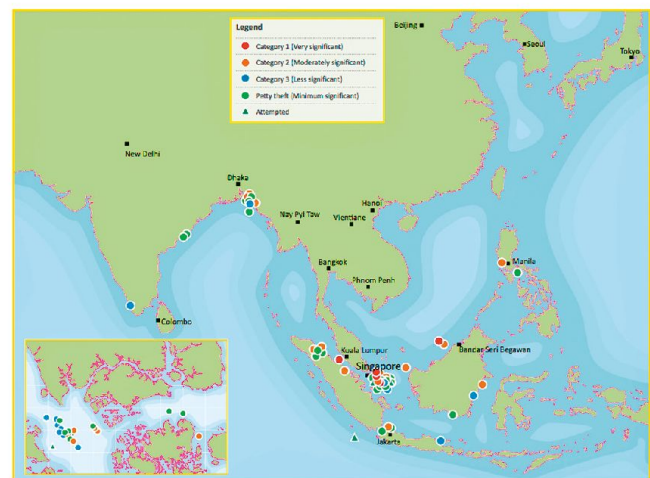 Legend
Category 1 (Very significant)
Category 2 (Moderately significant)
Category 3 (Less significant)
Petty theft (Minimum significant)
Attempted
Beijing
Seoul
Tokyo
New Delhi
Dhaka
Hanoi
Nay Pyi Taw
Vientiane
Bangkok
Manila
Phnom Penh
Colombo
Kuala Lumpur
Bandar Seri Begawan
Singapore
Jakarta